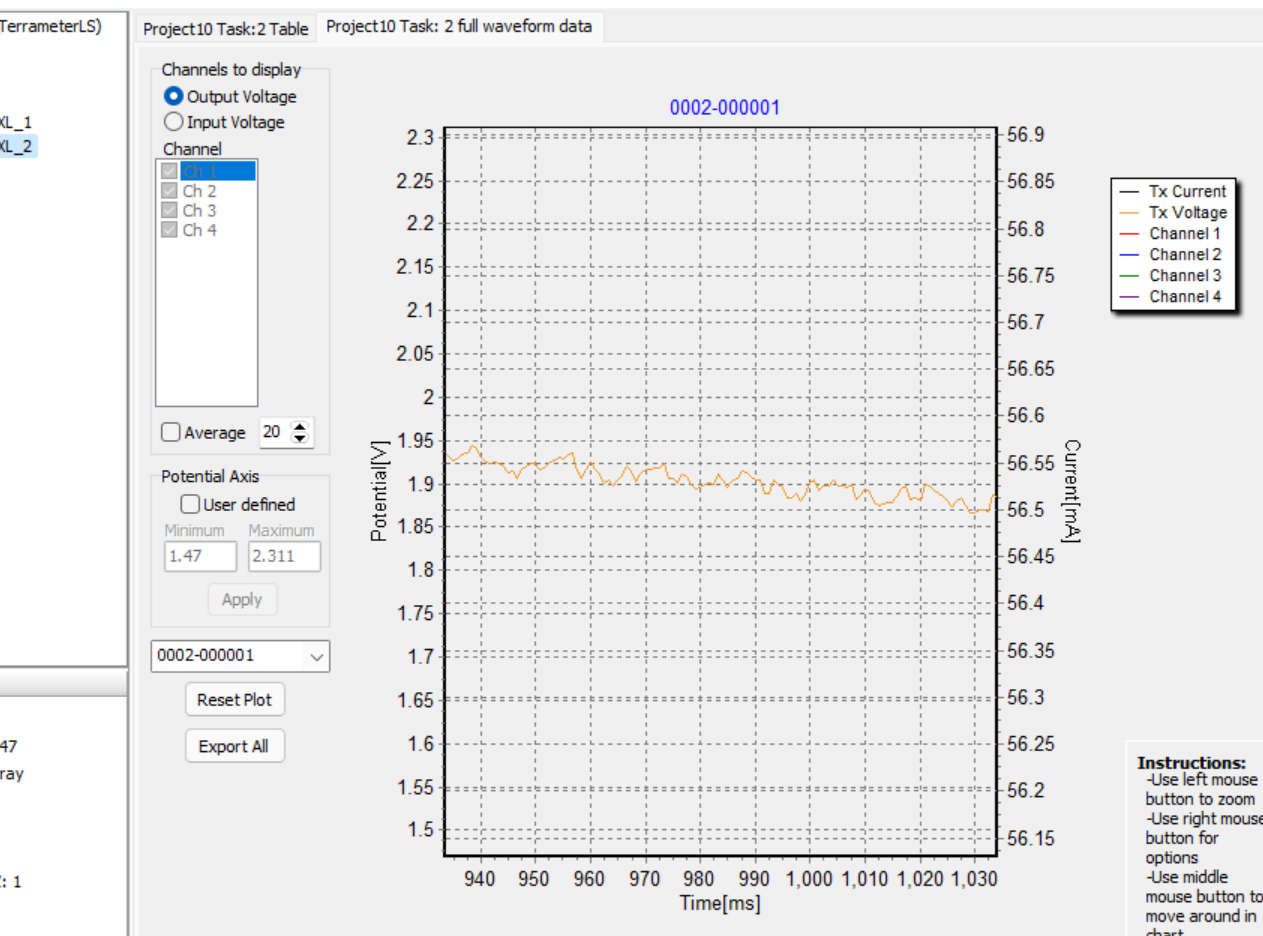 TerrameterLS)
XL_1
XL_2
47
ray
: 1
Project10 Task:2 Table
Project10 Task: 2 full waveform data
Channels to display
Output Voltage
Input Voltage
Channel
Ch 1
Ch 2
Ch 3
Ch 4
Average 20
Potential Axis
User defined
Minimum Maximum
1.47 2.311
Apply
0002-000001
Reset Plot
Export All
0002-000001
2.3
2.25
2.2
2.15
2.1
2.05
2
1.95
1.9
1.85
1.8
1.75
1.7
1.65
1.6
1.55
1.5
Potential[V]
56.9
56.85
56.8
56.75
56.7
56.65
56.6
56.55
56.5
56.45
56.4
56.35
56.3
56.25
56.2
56.15
Current[mA]
940 950 960 970 980 990 1,000 1,010 1,020 1,030
Time[ms]
Tx Current
Tx Voltage
Channel 1
Channel 2
Channel 3
Channel 4
Instructions:
-Use left mouse
button to zoom
-Use right mouse
button for
options
-Use middle
mouse button to
move around in
chart